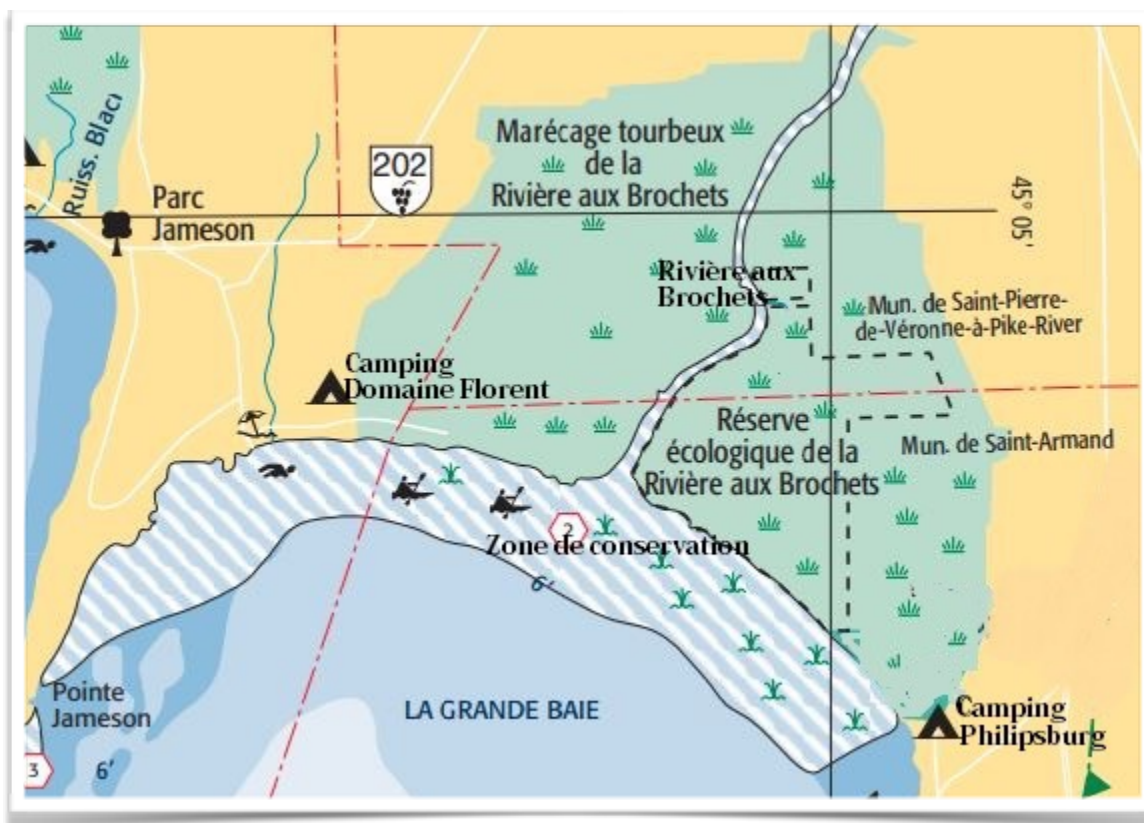 Marécage tourbeux
de la
Rivière aux Brochets
Ruiss. Blacl
202
Parc
Jameson
45° 05'
Rivière aux
Brochets
Mun. de Saint-Pierre-
de-Véronne-à-Pike-River
Camping
Domaine Florent
Réserve
écologique de la
Rivière aux Brochets
Mun. de Saint-Armand
2
Zone de conservation
6'
Pointe
Jameson
LA GRANDE BAIE
Camping
Philipsburg
3
6'